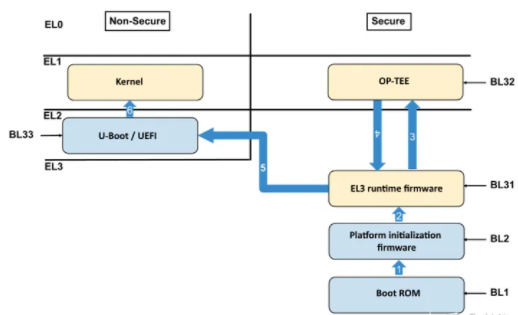 EL0
Non-Secure
Secure
EL1
Kernel
OP-TEE
BL32
EL2
6
4
3
BL33
U-Boot / UEFI
EL3
5
EL3 runtime firmware
BL31
2
Platform initialization
firmware
BL2
1
Boot ROM
BL1